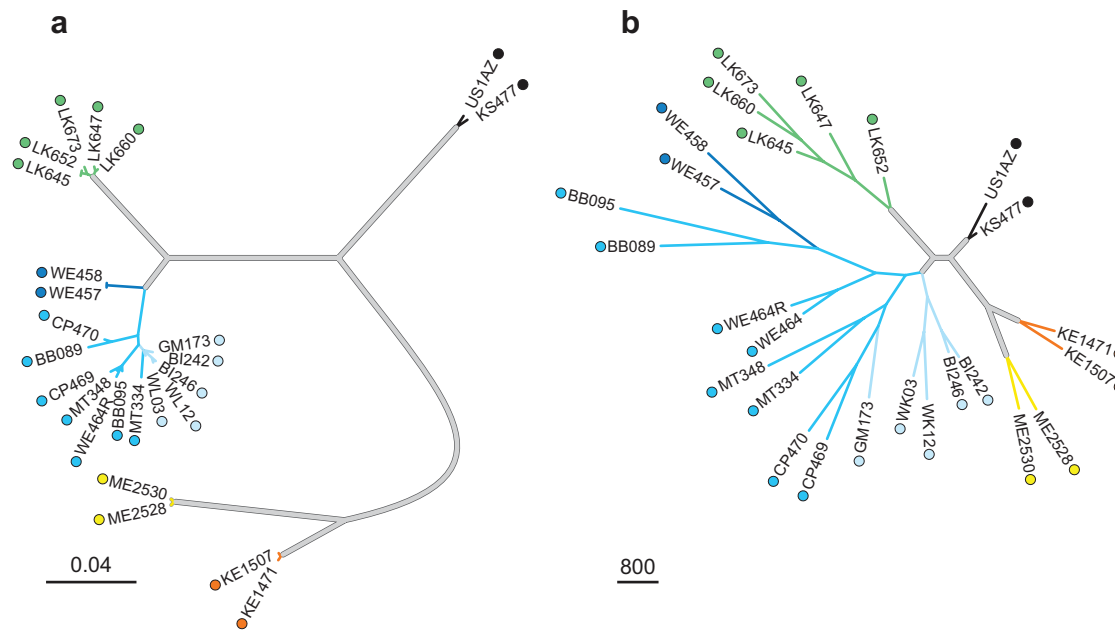 a
US1AZ
KS477
LK673
LK647
LK660
LK652
LK645
WE458
WE457
CP470
BB089
CP469
MT348
WE464R
BB095
MT334
GM173
BI242
BI246
WL12
WL03
ME2530
ME2528
KE1507
KE1471
0.04
b
LK673
LK660
LK647
LK645
LK652
WE458
WE457
BB095
BB089
US1AZ
KS477
WE464R
WE464
MT348
MT334
CP470
CP469
GM173
WK03
WK12
BI246
BI242
KE1471
KE1507
ME2528
ME2530
800